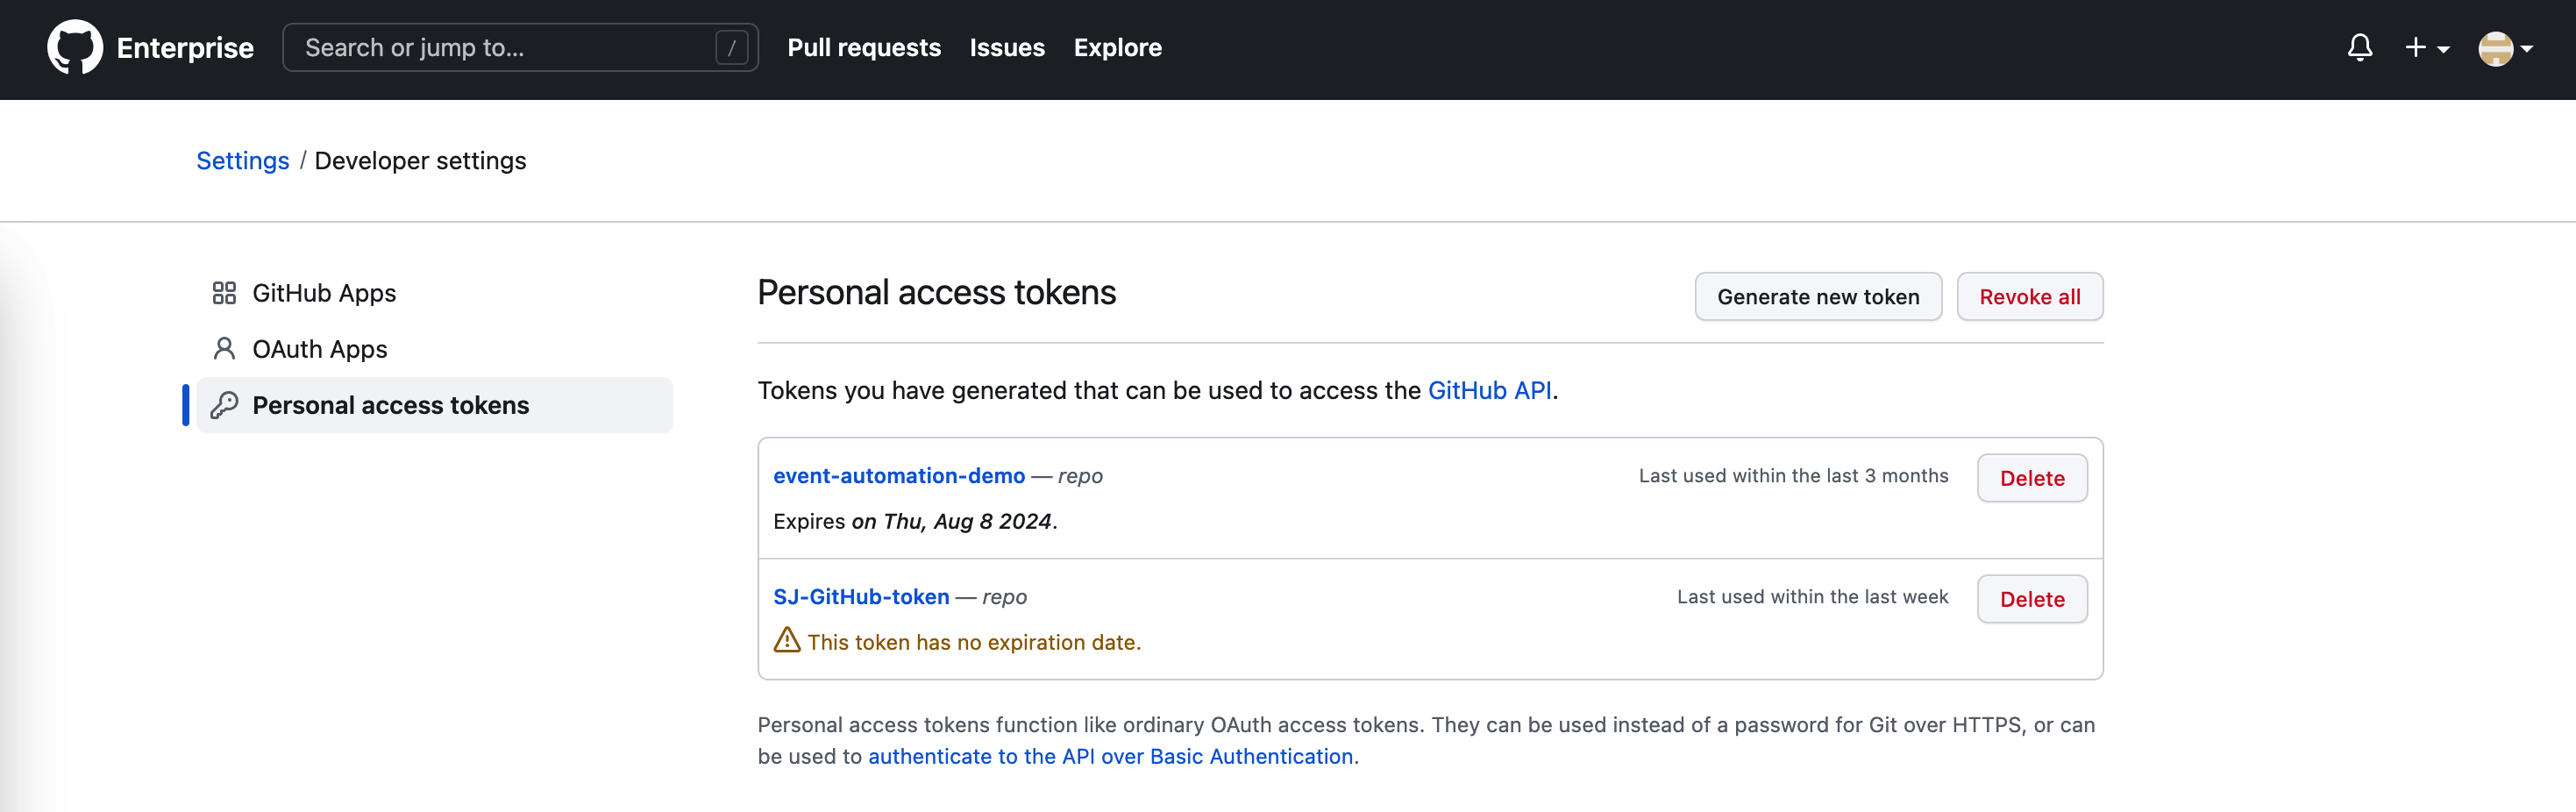 Enterprise
Search or jump to...
/
Pull requests
Issues
Explore
Settings / Developer settings
GitHub Apps
OAuth Apps
Personal access tokens
Personal access tokens
Generate new token
Revoke all
Tokens you have generated that can be used to access the GitHub API.
event-automation-demo — repo
Last used within the last 3 months
Delete
Expires on Thu, Aug 8 2024.
SJ-GitHub-token — repo
Last used within the last week
Delete
This token has no expiration date.
Personal access tokens function like ordinary OAuth access tokens. They can be used instead of a password for Git over HTTPS, or can
be used to authenticate to the API over Basic Authentication.